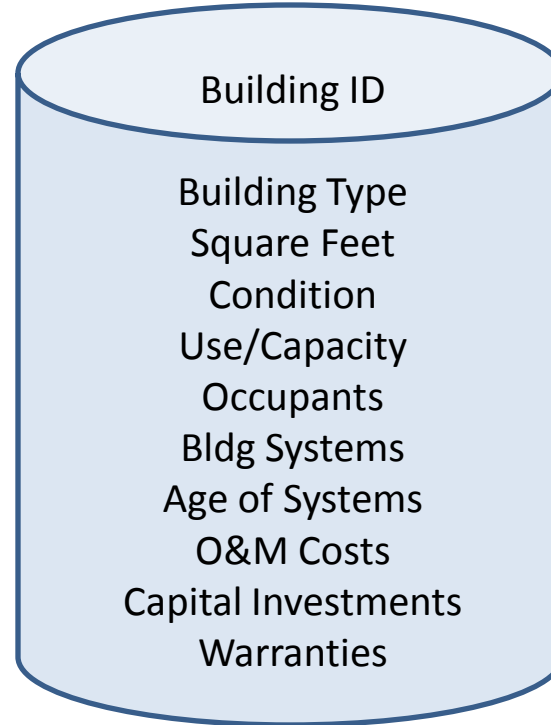 Building ID
Building Type
Square Feet
Condition
Use/Capacity
Occupants
Bldg Systems
Age of Systems
O&M Costs
Capital Investments
Warranties